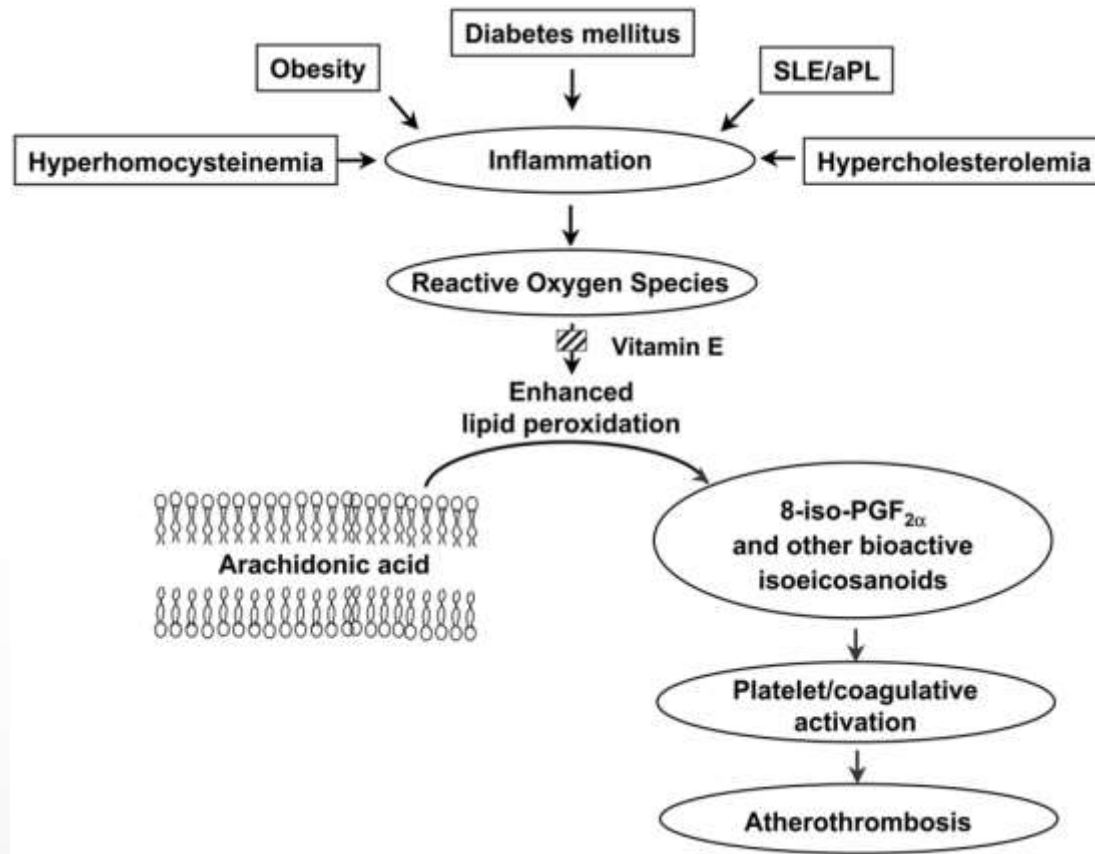 Diabetes mellitus
Obesity
SLE/aPL
Hyperhomocysteinemia
Inflammation
Hypercholesterolemia
Reactive Oxygen Species
Vitamin E
Enhanced
lipid peroxidation
8-iso-PGF2α
and other bioactive
isoeicosanoids
Arachidonic acid
Platelet/coagulative
activation
Atherothrombosis